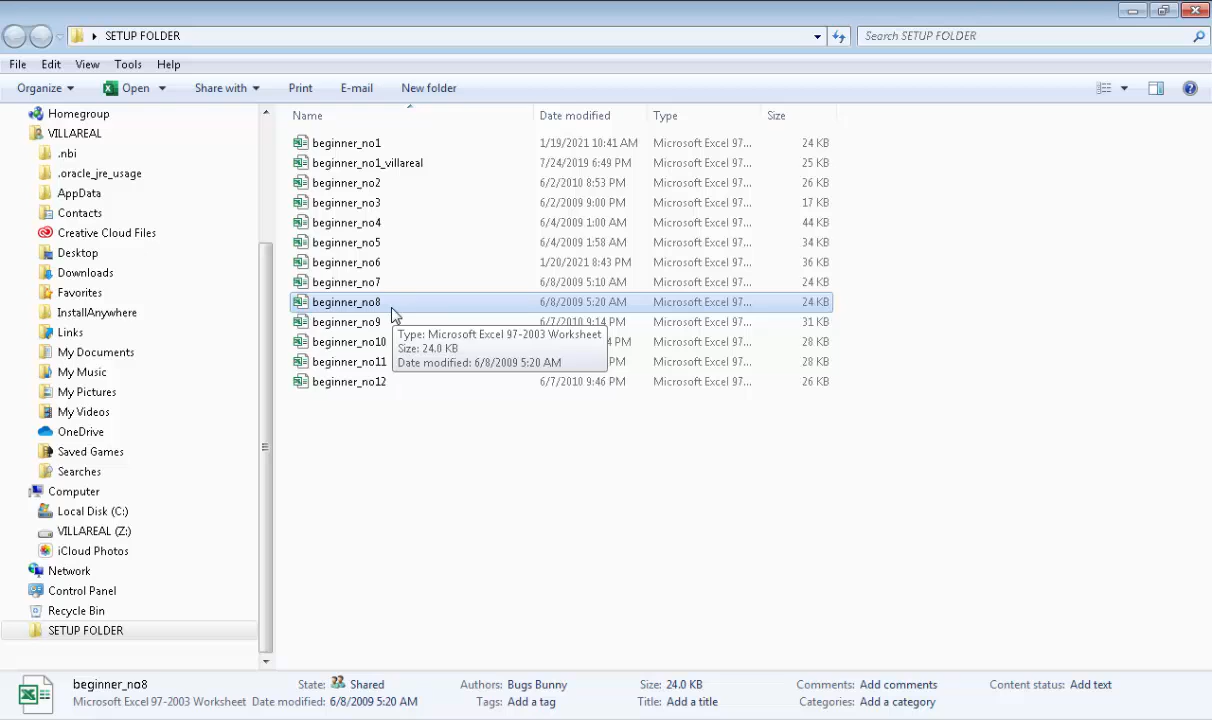 SETUP FOLDER
Search SETUP FOLDER
File Edit View Tools Help
Organize Open Share with Print E-mail New folder
Homegroup
VILLAREAL
.nbi
.oracle_jre_usage
AppData
Contacts
Creative Cloud Files
Desktop
Downloads
Favorites
InstallAnywhere
Links
My Documents
My Music
My Pictures
My Videos
OneDrive
Saved Games
Searches
Computer
Local Disk (C:)
VILLAREAL (Z:)
iCloud Photos
Network
Control Panel
Recycle Bin
SETUP FOLDER
Name Date modified Type Size
beginner_no1 1/19/2021 10:41 AM Microsoft Excel 97... 24 KB
beginner_no1_villareal 7/24/2019 6:49 PM Microsoft Excel 97... 25 KB
beginner_no2 6/2/2010 8:53 PM Microsoft Excel 97... 26 KB
beginner_no3 6/2/2009 9:00 PM Microsoft Excel 97... 17 KB
beginner_no4 6/4/2009 1:00 AM Microsoft Excel 97... 44 KB
beginner_no5 6/4/2009 1:58 AM Microsoft Excel 97... 34 KB
beginner_no6 1/20/2021 8:43 PM Microsoft Excel 97... 36 KB
beginner_no7 6/8/2009 5:10 AM Microsoft Excel 97... 24 KB
beginner_no8 6/8/2009 5:20 AM Microsoft Excel 97... 24 KB
beginner_no9 6/7/2010 9:14 PM Microsoft Excel 97... 31 KB
beginner_no10 4 PM Microsoft Excel 97... 28 KB
beginner_no11 PM Microsoft Excel 97... 28 KB
beginner_no12 6/7/2010 9:46 PM Microsoft Excel 97... 26 KB
Type: Microsoft Excel 97-2003 Worksheet
Size: 24.0 KB
Date modified: 6/8/2009 5:20 AM
beginner_no8 State: Shared Authors: Bugs Bunny Size: 24.0 KB Comments: Add comments Content status: Add text
Microsoft Excel 97-2003 Worksheet Date modified: 6/8/2009 5:20 AM Tags: Add a tag Title: Add a title Categories: Add a category